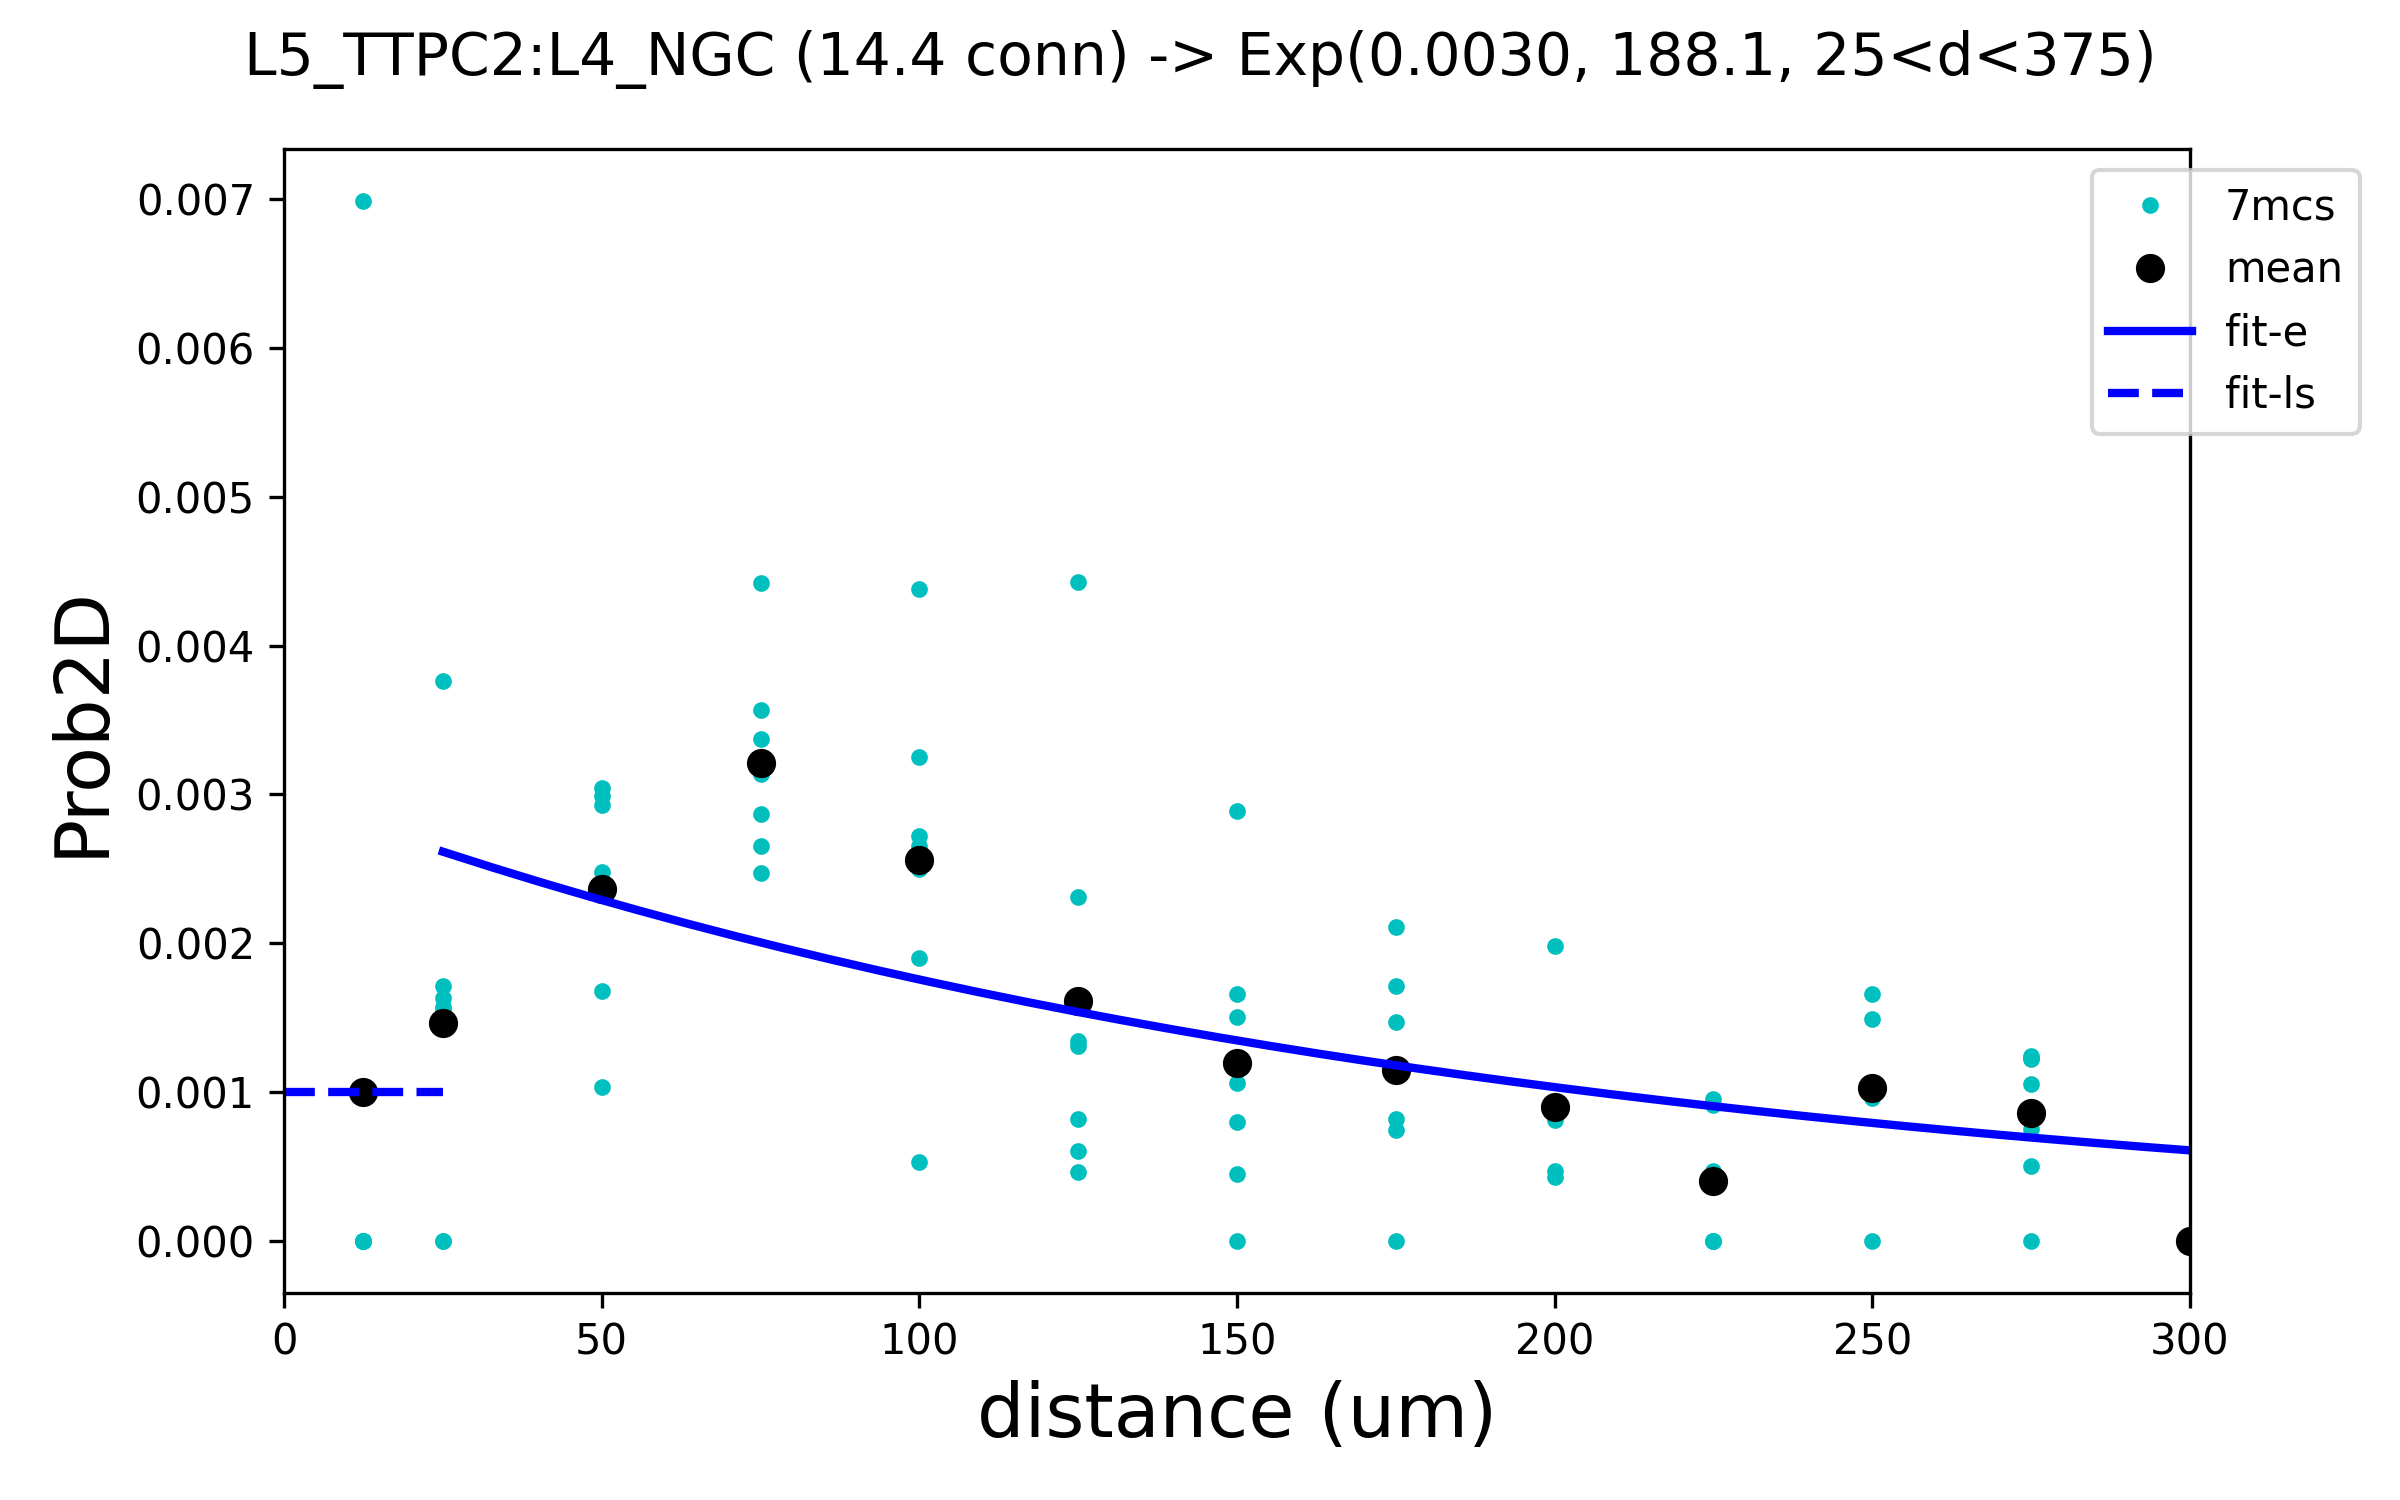 L5_TTPC2:L4_NGC (14.4 conn) -> Exp(0.0030, 188.1, 25<d<375)
7mcs
mean
fit-e
fit-ls
Prob2D
0.007
0.006
0.005
0.004
0.003
0.002
0.001
0.000
0 50 100 150 200 250 300
distance (um)